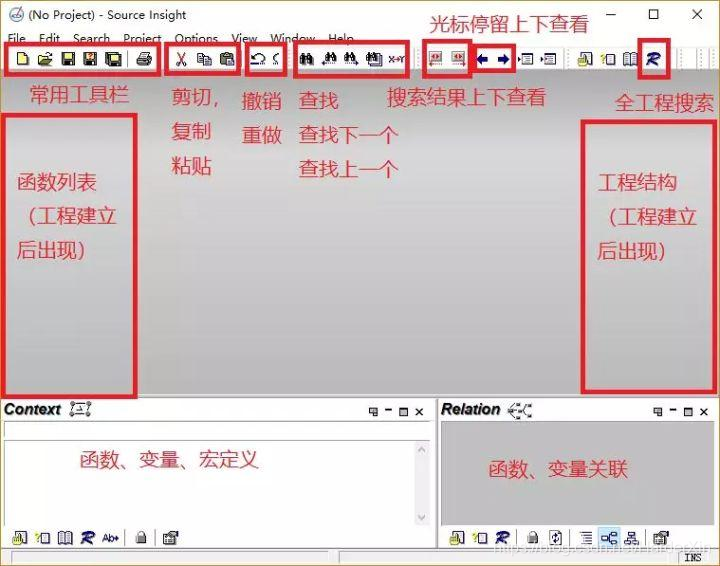 (No Project) - Source Insight
光标停留上下查看
File Edit Search Project Options View Window Help
常用工具栏
剪切，
复制
粘贴
撤销
重做
查找
查找下一个
查找上一个
搜索结果上下查看
全工程搜索
函数列表
（工程建立
后出现）
工程结构
（工程建立
后出现）
Context
Relation
函数、变量、宏定义
函数、变量关联
INS